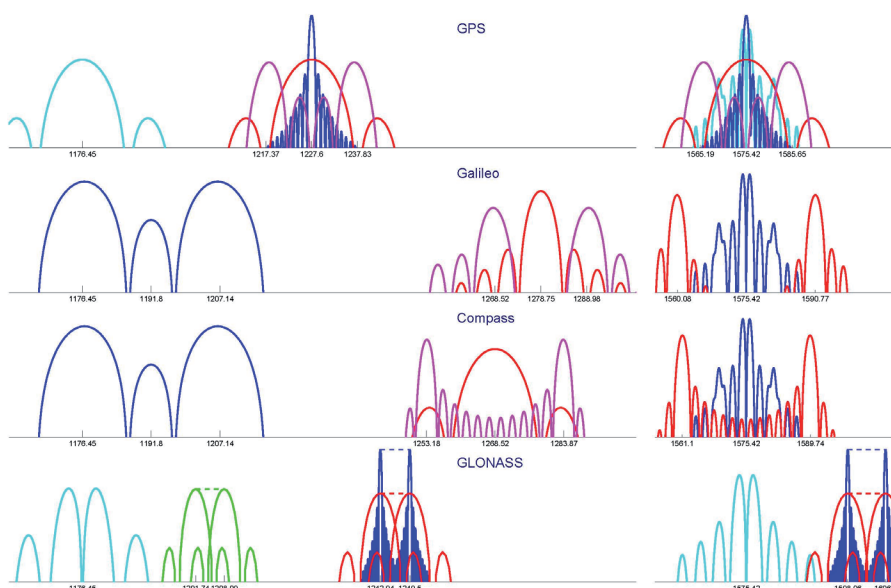 GPS
1176.45 1217.37 1227.6 1237.83 1565.19 1575.42 1585.65
Galileo
1176.45 1191.8 1207.14 1268.52 1278.75 1288.98 1560.08 1575.42 1590.77
Compass
1176.45 1191.8 1207.14 1253.18 1268.52 1283.87 1561.1 1575.42 1589.74
GLONASS
1176.45 1575.42